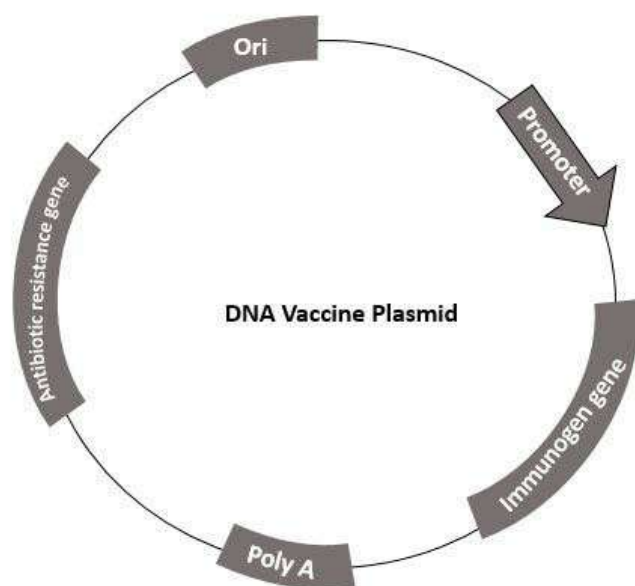 Ori
Promoter
Antibiotic resistance gene
DNA Vaccine Plasmid
Immunogen gene
Poly A